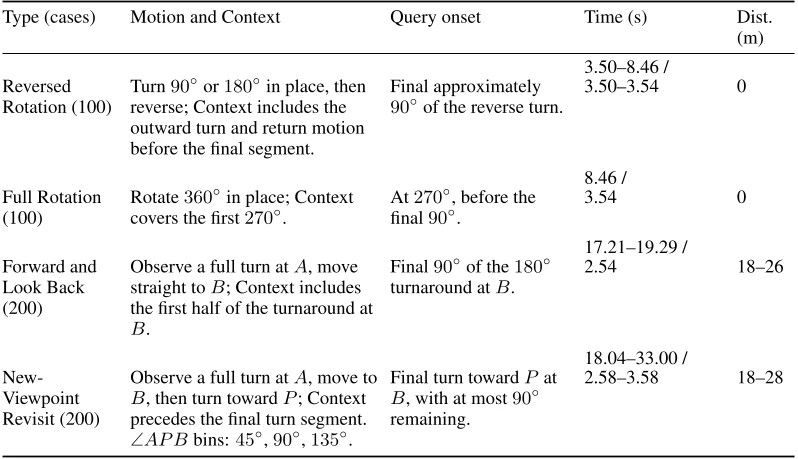 Type (cases) Motion and Context Query onset Time (s) Dist. (m)
Reversed Rotation (100) Turn 90° or 180° in place, then reverse; Context includes the outward turn and return motion before the final segment. Final approximately 90° of the reverse turn. 3.50–8.46 / 3.50–3.54 0
Full Rotation (100) Rotate 360° in place; Context covers the first 270°. At 270°, before the final 90°. 8.46 / 3.54 0
Forward and Look Back (200) Observe a full turn at A, move straight to B; Context includes the first half of the turnaround at B. Final 90° of the 180° turnaround at B. 17.21–19.29 / 2.54 18–26
New-Viewpoint Revisit (200) Observe a full turn at A, move to B, then turn toward P; Context precedes the final turn segment. ∠APB bins: 45°, 90°, 135°. Final turn toward P at B, with at most 90° remaining. 18.04–33.00 / 2.58–3.58 18–28